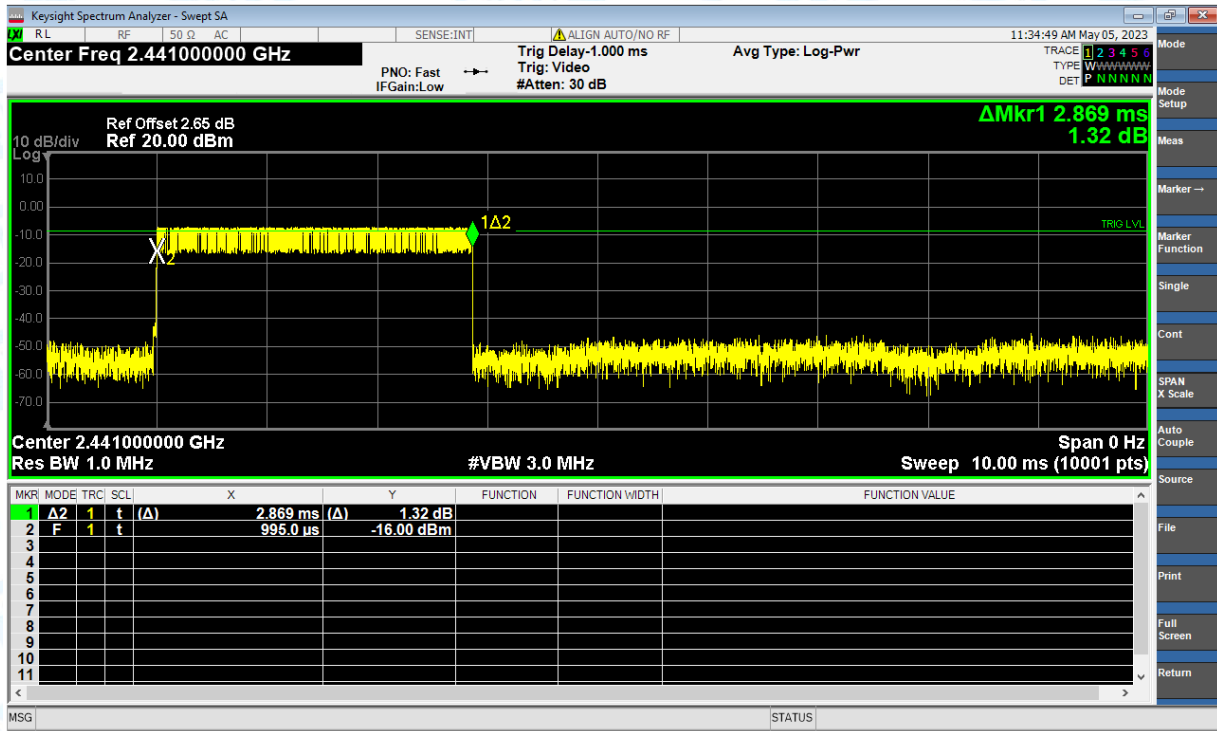 Keysight Spectrum Analyzer - Swept SA
LXI RL RF 50 Ω AC SENSE:INT ALIGN AUTO/NO RF 11:34:49 AM May 05, 2023
Center Freq 2.441000000 GHz
PNO: Fast
IFGain:Low
Trig Delay-1.000 ms
Trig: Video
#Atten: 30 dB
Avg Type: Log-Pwr
TRACE 1 2 3 4 5 6
TYPE WWWWWW
DET P N N N N N
ΔMkr1 2.869 ms
1.32 dB
Ref Offset 2.65 dB
10 dB/div Ref 20.00 dBm
Log
10.0
0.00
-10.0
-20.0
-30.0
-40.0
-50.0
-60.0
-70.0
1Δ2
2
TRIG LVL
Center 2.441000000 GHz Span 0 Hz
Res BW 1.0 MHz #VBW 3.0 MHz Sweep 10.00 ms (10001 pts)
MKR MODE TRC SCL X Y FUNCTION FUNCTION WIDTH FUNCTION VALUE
1 Δ2 1 t (Δ) 2.869 ms (Δ) 1.32 dB
2 F 1 t 995.0 µs -16.00 dBm
3
4
5
6
7
8
9
10
11
MSG STATUS
Mode
Mode
Setup
Meas
Marker →
Marker
Function
Single
Cont
SPAN
X Scale
Auto
Couple
Source
File
Print
Full
Screen
Return